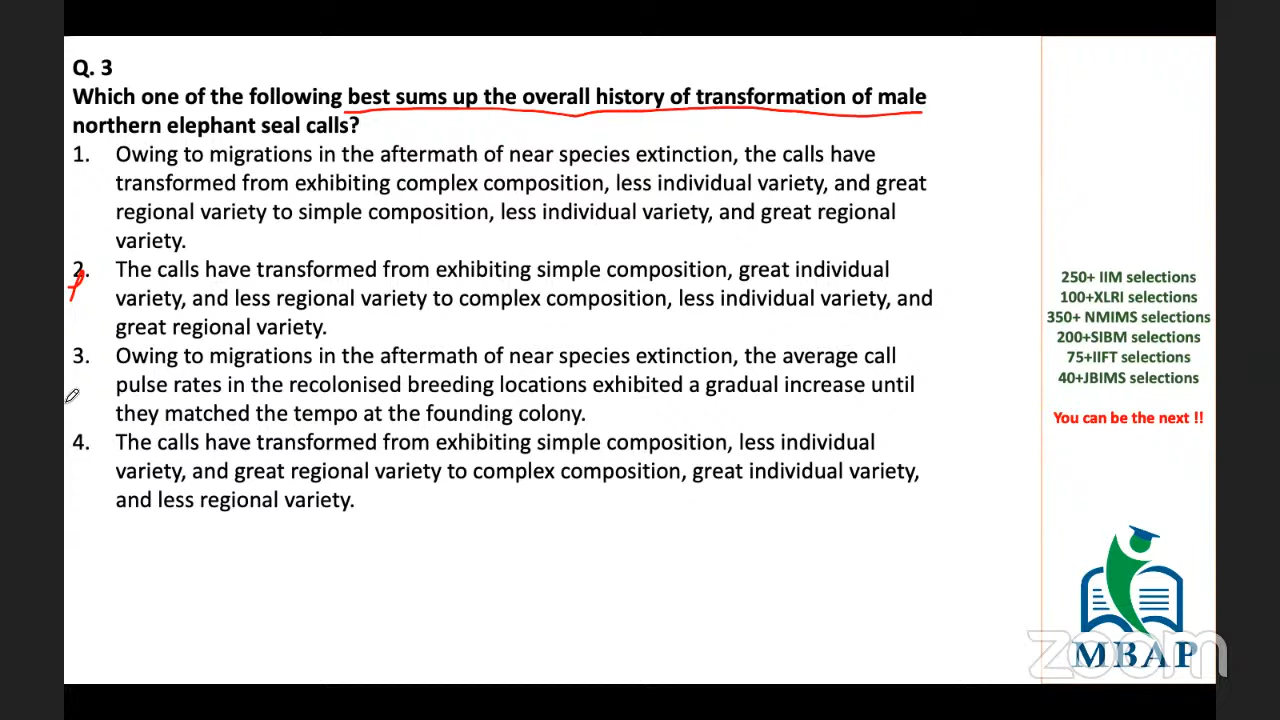 Q. 3
Which one of the following best sums up the overall history of transformation of male
northern elephant seal calls?
1. Owing to migrations in the aftermath of near species extinction, the calls have
transformed from exhibiting complex composition, less individual variety, and great
regional variety to simple composition, less individual variety, and great regional
variety.
2. The calls have transformed from exhibiting simple composition, great individual
variety, and less regional variety to complex composition, less individual variety, and
great regional variety.
3. Owing to migrations in the aftermath of near species extinction, the average call
pulse rates in the recolonised breeding locations exhibited a gradual increase until
they matched the tempo at the founding colony.
4. The calls have transformed from exhibiting simple composition, less individual
variety, and great regional variety to complex composition, great individual variety,
and less regional variety.
250+ IIM selections
100+XLRI selections
350+ NMIMS selections
200+SIBM selections
75+IIFT selections
40+JBIMS selections
You can be the next !!
MBAP
zoom